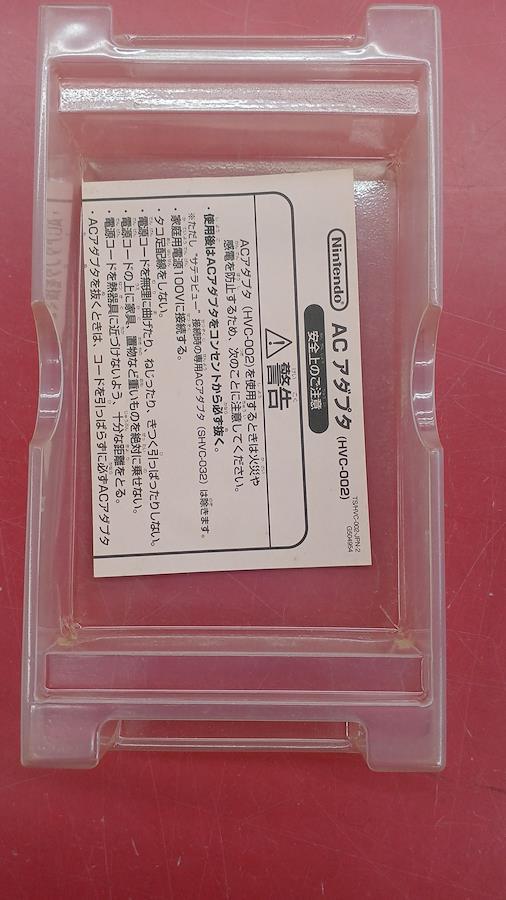 Nintendo ACアダプタ (HVC-002)
安全上のご注意
TS/HVC-002-JPN-2
G504954
警告
ACアダプタ (HVC-002)を使用するときは火災や
感電を防止するため、次のことに注意してください。
・使用後はACアダプタをコンセントから必ず抜く。
※ただし“サテラビュー”接続時の専用ACアダプタ (SHVC-032) は除きます。
・家庭用電源100Vに接続する。
・タコ足配線をしない。
・電源コードを無理に曲げたり、ねじったり、きつく引っぱったりしない。
・電源コードの上に家具、置物など重いものを絶対に乗せない。
・電源コードを熱器具に近づけないよう、十分な距離をとる。
・ACアダプタを抜くときは、コードを引っぱらずに必ずACアダプタ